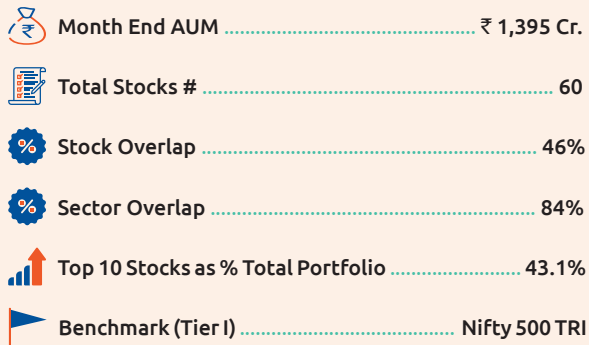 Month End AUM ................................................ ₹ 1,395 Cr.
Total Stocks # ................................................................ 60
Stock Overlap ............................................................... 46%
Sector Overlap ............................................................ 84%
Top 10 Stocks as % Total Portfolio ......................... 43.1%
Benchmark (Tier I) ........................................ Nifty 500 TRI